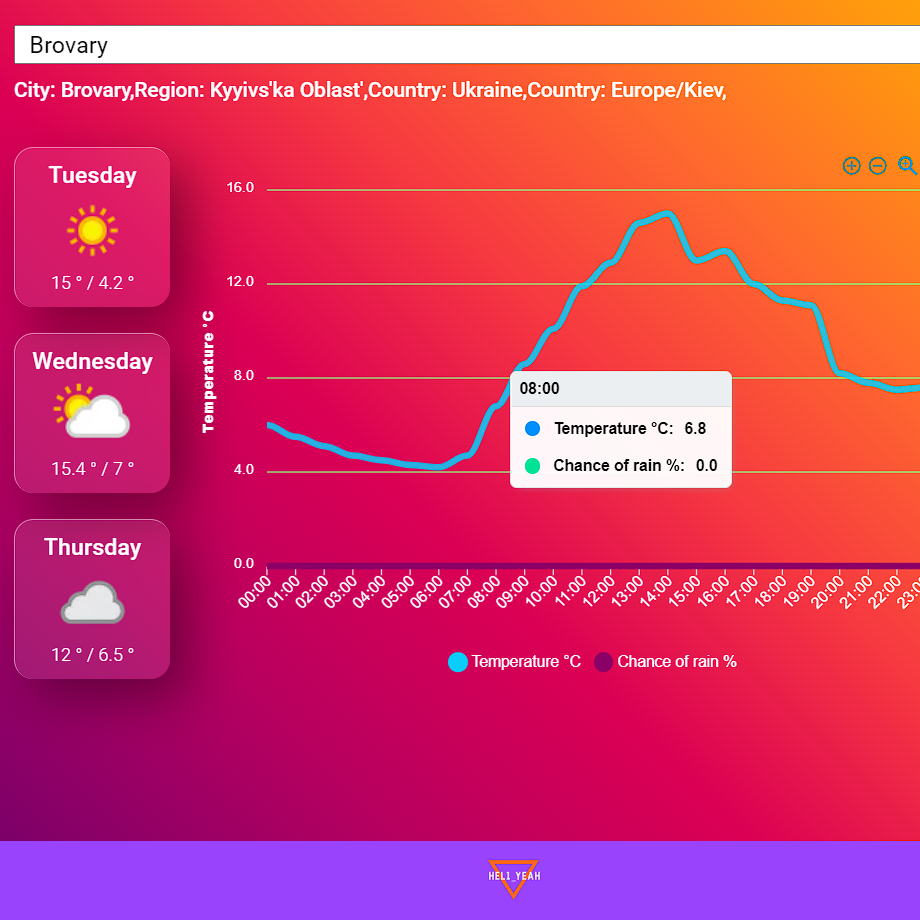 Brovary
City: Brovary,Region: Kyyivs'ka Oblast',Country: Ukraine,Country: Europe/Kiev,
Tuesday
15 ° / 4.2 °
Wednesday
15.4 ° / 7 °
Thursday
12 ° / 6.5 °
Temperature °C
16.0
12.0
8.0
4.0
0.0
08:00
Temperature °C: 6.8
Chance of rain %: 0.0
00:00 01:00 02:00 03:00 04:00 05:00 06:00 07:00 08:00 09:00 10:00 11:00 12:00 13:00 14:00 15:00 16:00 17:00 18:00 19:00 20:00 21:00 22:00 23:0
Temperature °C Chance of rain %
HEL1_YEAH